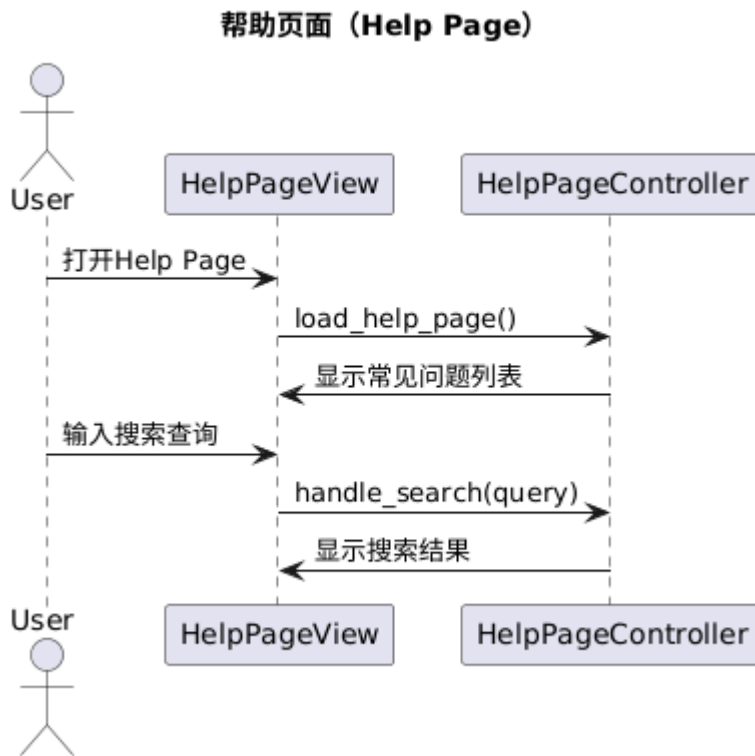 帮助页面（Help Page）
User
HelpPageView
HelpPageController
打开Help Page
load_help_page()
显示常见问题列表
输入搜索查询
handle_search(query)
显示搜索结果
User
HelpPageView
HelpPageController